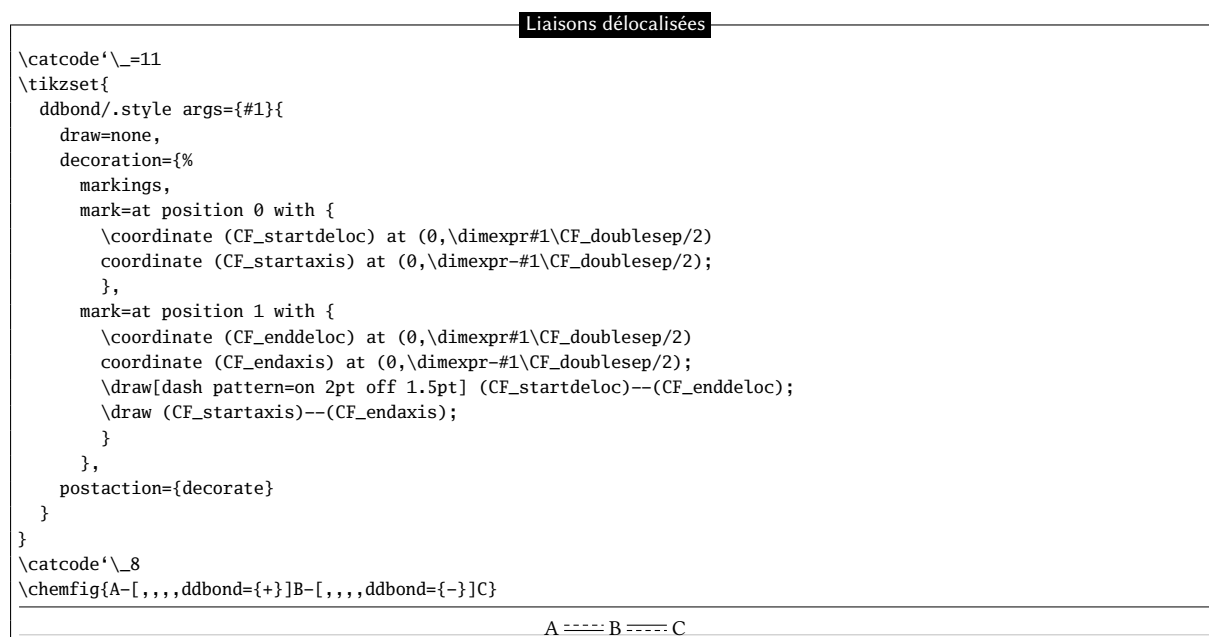 Liaisons délocalisées
\catcode‘\_=11
\tikzset{
  ddbond/.style args={#1}{
    draw=none,
    decoration={%
      markings,
      mark=at position 0 with {
        \coordinate (CF_startdeloc) at (0,\dimexpr#1\CF_doublesep/2)
        coordinate (CF_startaxis) at (0,\dimexpr-#1\CF_doublesep/2);
        },
      mark=at position 1 with {
        \coordinate (CF_enddeloc) at (0,\dimexpr#1\CF_doublesep/2)
        coordinate (CF_endaxis) at (0,\dimexpr-#1\CF_doublesep/2);
        \draw[dash pattern=on 2pt off 1.5pt] (CF_startdeloc)--(CF_enddeloc);
        \draw (CF_startaxis)--(CF_endaxis);
        }
      },
    postaction={decorate}
  }
}
\catcode‘\_8
\chemfig{A-[,,,,ddbond={+}]B-[,,,,ddbond={-}]C}
A B C